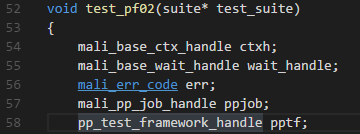 52 void test_pf02(suite* test_suite)
53 {
54 mali_base_ctx_handle ctxh;
55 mali_base_wait_handle wait_handle;
56 mali_err_code err;
57 mali_pp_job_handle ppjob;
58 pp_test_framework_handle pptf;